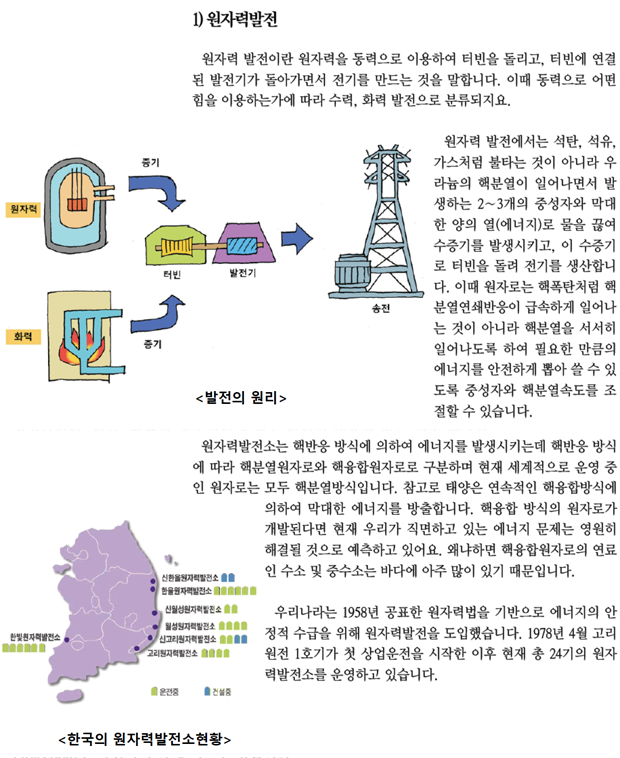 1) 원자력발전
원자력 발전이란 원자력을 동력으로 이용하여 터빈을 돌리고, 터빈에 연결
된 발전기가 돌아가면서 전기를 만드는 것을 말합니다. 이때 동력으로 어떤
힘을 이용하는가에 따라 수력, 화력 발전으로 분류되지요.
증기
원자력
터빈
발전기
송전
화력
증기
<발전의 원리>
원자력 발전에서는 석탄, 석유,
가스처럼 불타는 것이 아니라 우
라늄의 핵분열이 일어나면서 발
생하는 2~3개의 중성자와 막대
한 양의 열(에너지)로 물을 끊여
수증기를 발생시키고, 이 수증기
로 터빈을 돌려 전기를 생산합니
다. 이때 원자로는 핵폭탄처럼 핵
분열연쇄반응이 급속하게 일어나
는 것이 아니라 핵분열을 서서히
일어나도록 하여 필요한 만큼의
에너지를 안전하게 뽑아 쓸 수 있
도록 중성자와 핵분열속도를 조
절할 수 있습니다.
원자력발전소는 핵반응 방식에 의하여 에너지를 발생시키는데 핵반응 방식
에 따라 핵분열원자로와 핵융합원자로로 구분하며 현재 세계적으로 운영 중
인 원자로는 모두 핵분열방식입니다. 참고로 태양은 연속적인 핵융합방식에
의하여 막대한 에너지를 방출합니다. 핵융합 방식의 원자로가
개발된다면 현재 우리가 직면하고 있는 에너지 문제는 영원히
해결될 것으로 예측하고 있어요. 왜냐하면 핵융합원자로의 연료
인 수소 및 중수소는 바다에 아주 많이 있기 때문입니다.
우리나라는 1958년 공표한 원자력법을 기반으로 에너지의 안
정적 수급을 위해 원자력발전을 도입했습니다. 1978년 4월 고리
원전 1호기가 첫 상업운전을 시작한 이후 현재 총 24기의 원자
력발전소를 운영하고 있습니다.
신한울원자력발전소
한울원자력발전소
신월성원자력발전소
월성원자력발전소
한빛원자력발전소
신고리원자력발전소
고리원자력발전소
운전중
건설중
<한국의 원자력발전소현황>